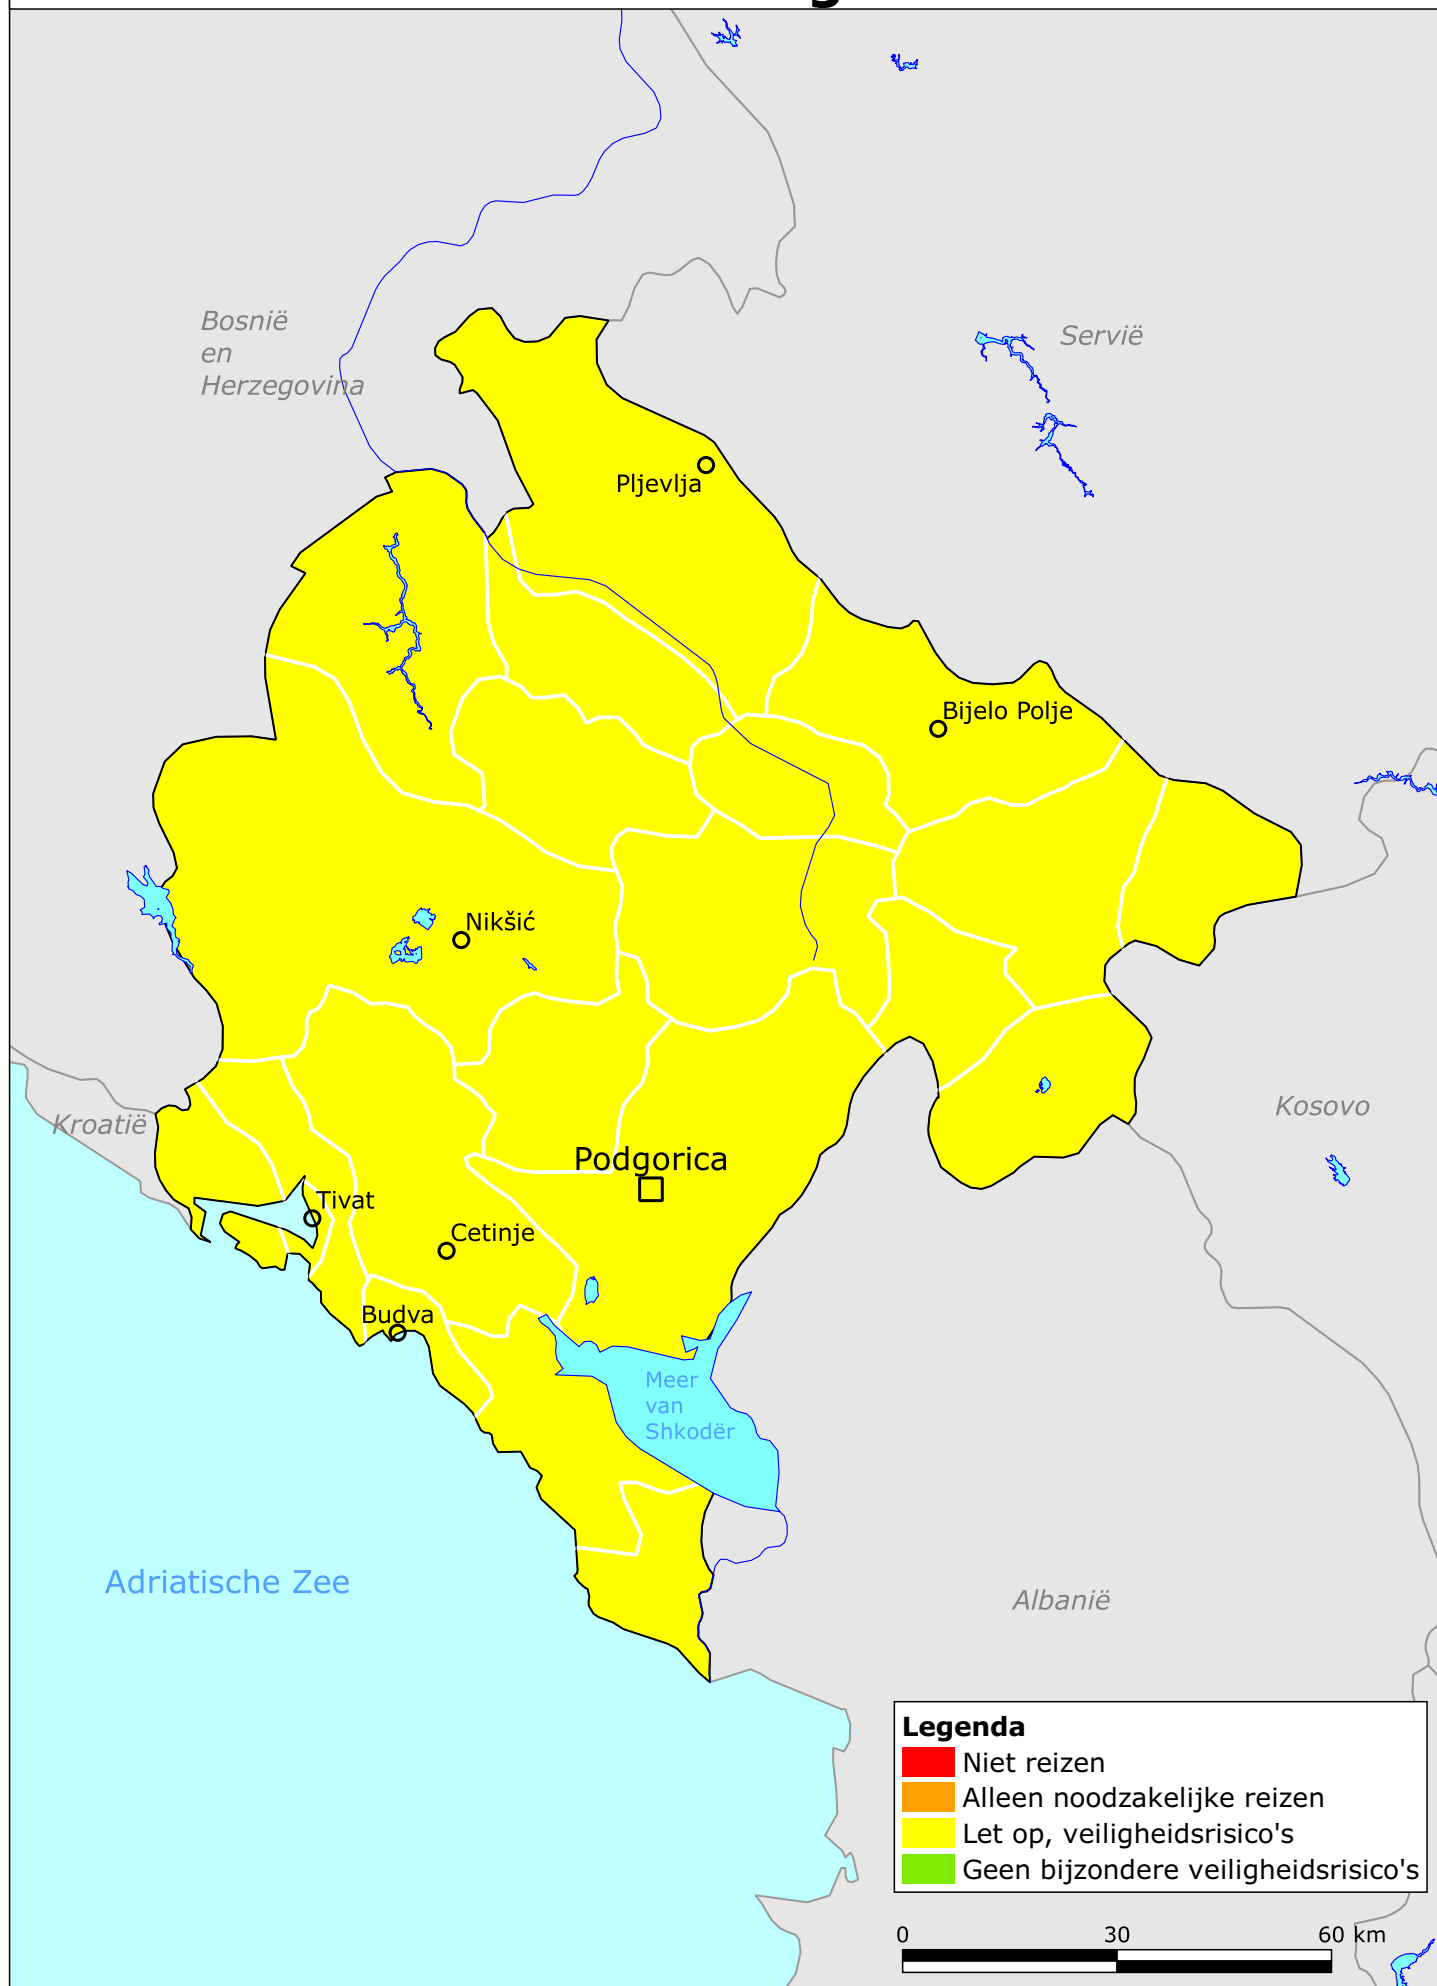 Bosnië
en
Herzegovina
Servië
Pljevlja
Bijelo Polje
Nikšić
Kroatië
Kosovo
Podgorica
Tivat
Cetinje
Budva
Meer
van
Shkodër
Adriatische Zee
Albanië
Legenda
Niet reizen
Alleen noodzakelijke reizen
Let op, veiligheidsrisico's
Geen bijzondere veiligheidsrisico's
0 30 60 km